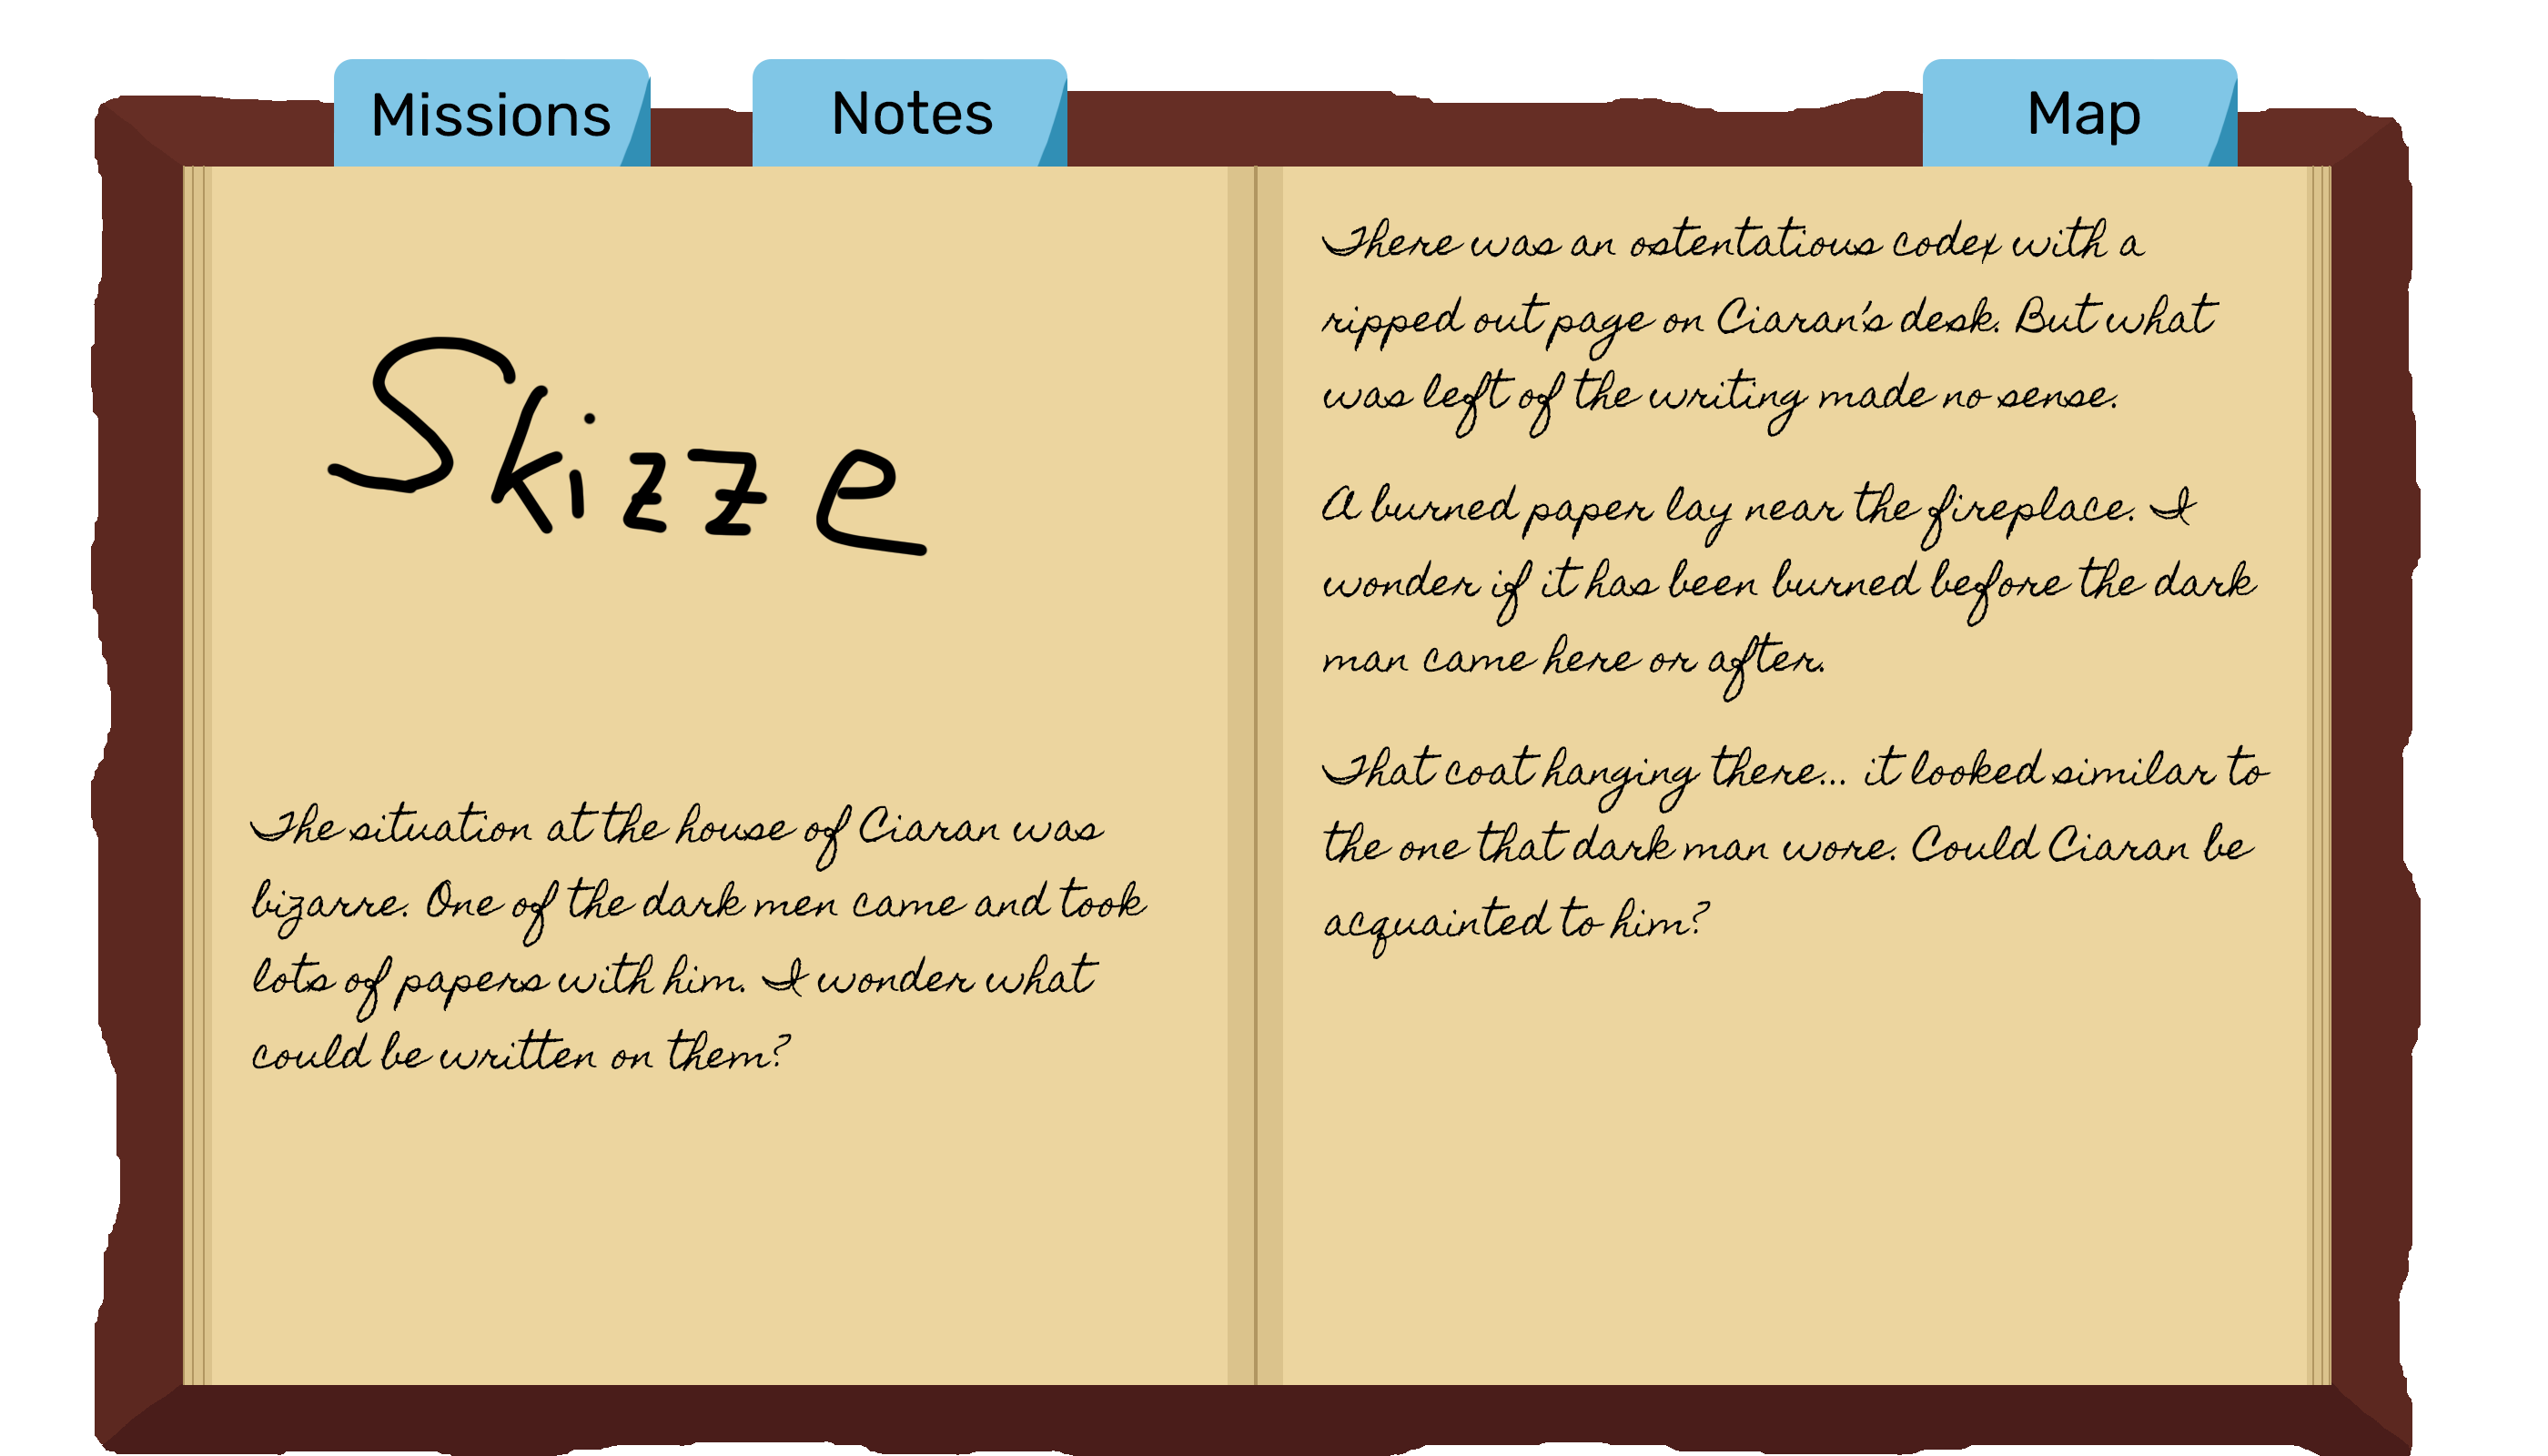 Missions
Notes
Map
Skizze
The situation at the house of Ciaran was
bizarre. One of the dark men came and took
lots of papers with him. I wonder what
could be written on them?
There was an ostentatious codex with a
ripped out page on Ciaran's desk. But what
was left of the writing made no sense.
A burned paper lay near the fireplace. I
wonder if it has been burned before the dark
man came here or after.
That coat hanging there... it looked similar to
the one that dark man wore. Could Ciaran be
acquainted to him?